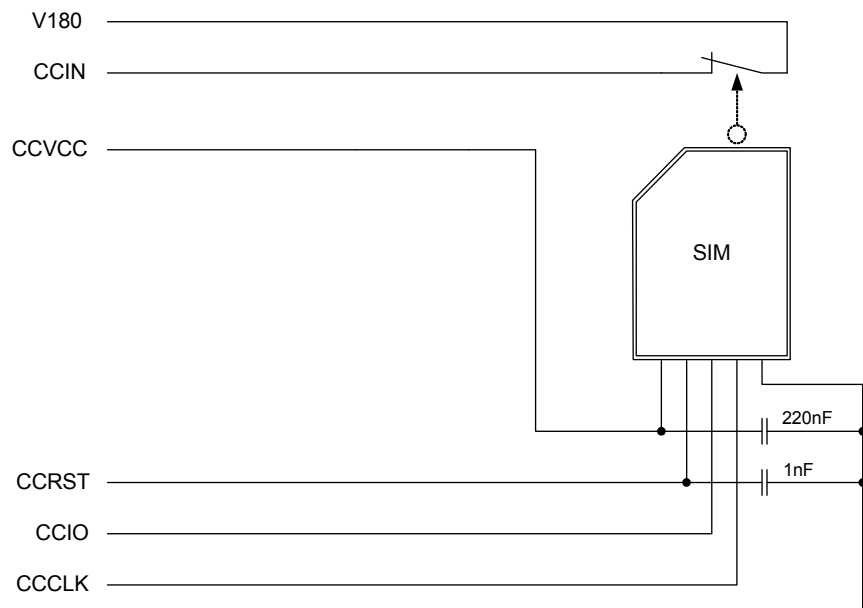 V180
CCIN
CCVCC
SIM
220nF
1nF
CCRST
CCIO
CCCLK